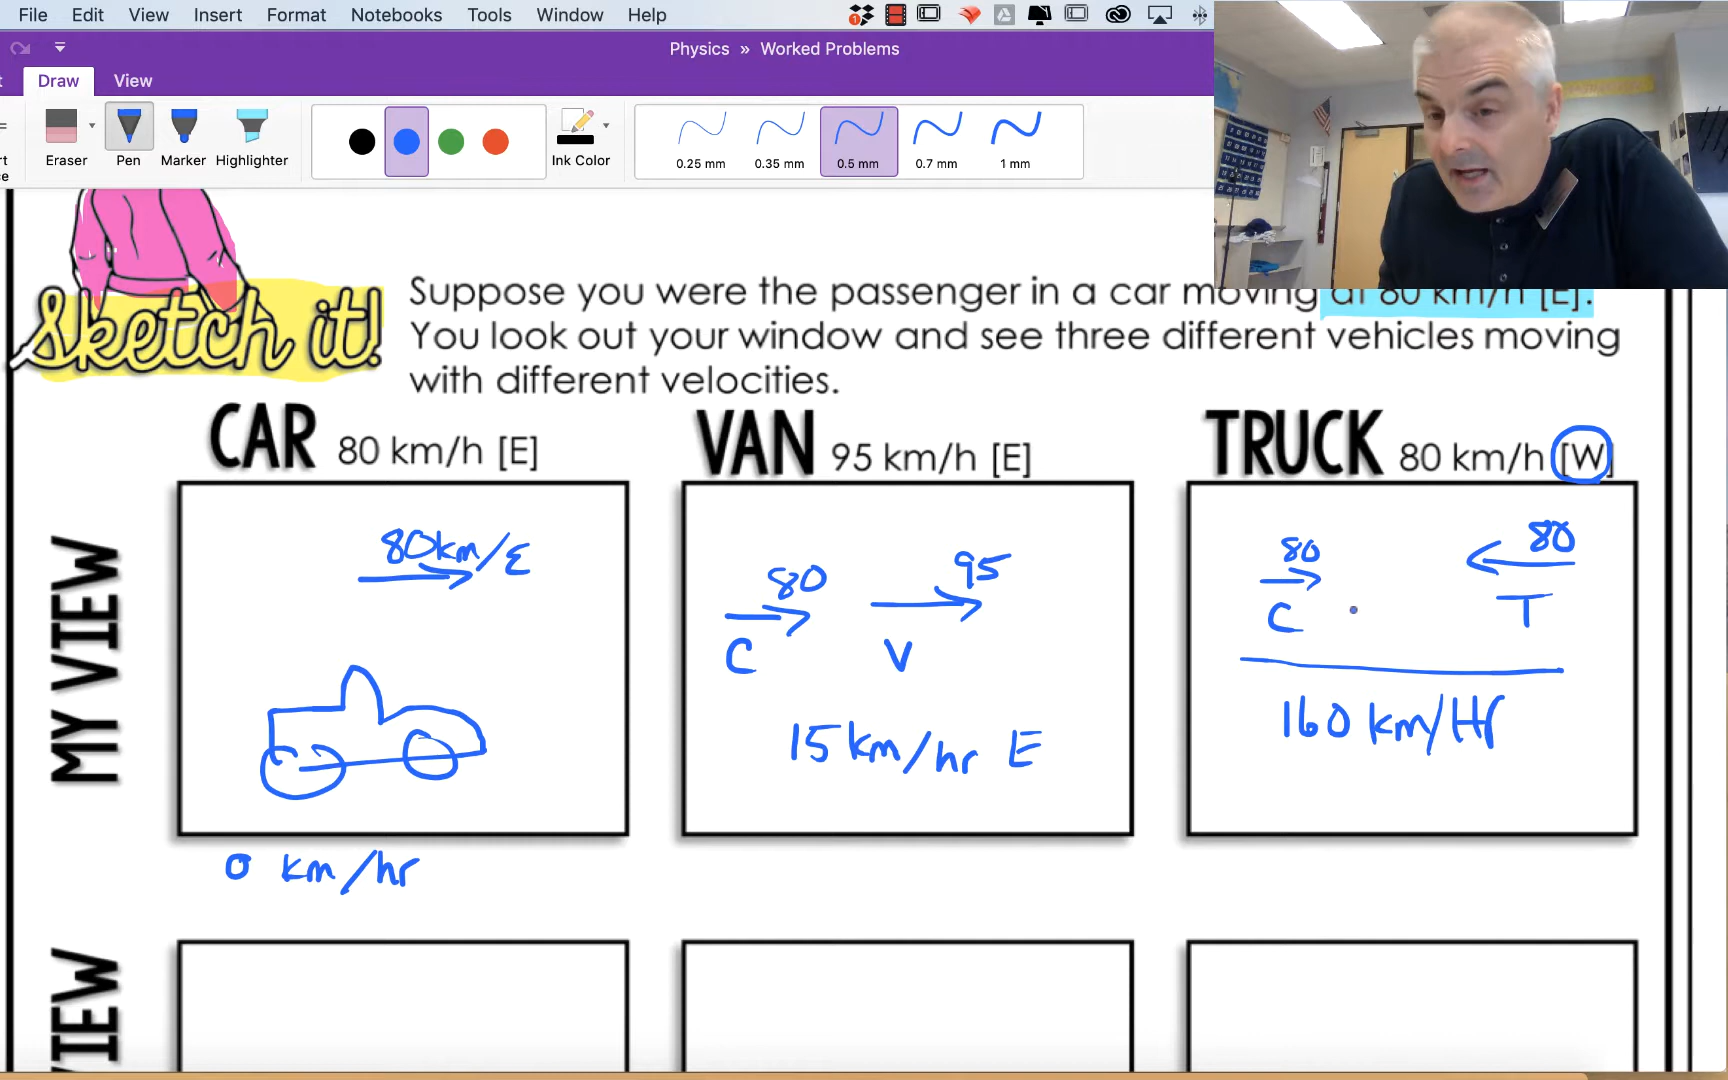 File Edit View Insert Format Notebooks Tools Window Help
Physics » Worked Problems
Draw View
Eraser Pen Marker Highlighter Ink Color 0.25 mm 0.35 mm 0.5 mm 0.7 mm 1 mm
Sketch it!
Suppose you were the passenger in a car moving at 80 km/h [E].
You look out your window and see three different vehicles moving
with different velocities.
CAR 80 km/h [E]
VAN 95 km/h [E]
TRUCK 80 km/h [W]
MY VIEW
80km/E
0 km/hr
80 95
C V
15 km/hr E
80 80
C T
160 km/Hr